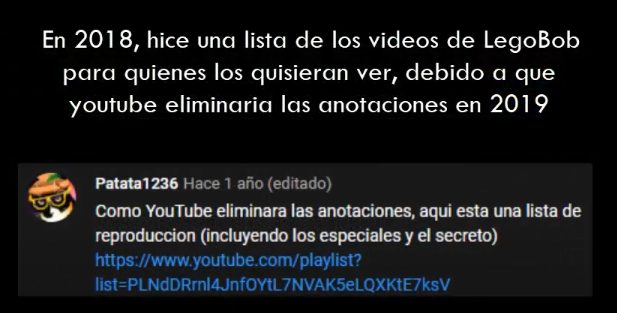 En 2018, hice una lista de los videos de LegoBob
para quienes los quisieran ver, debido a que
youtube eliminaria las anotaciones en 2019
Patata1236 Hace 1 año (editado)
Como YouTube eliminara las anotaciones, aqui esta una lista de
reproduccion (incluyendo los especiales y el secreto)
https://www.youtube.com/playlist?
list=PLNdDRrnl4JnfOYtL7NVAK5eLQXKtE7ksV